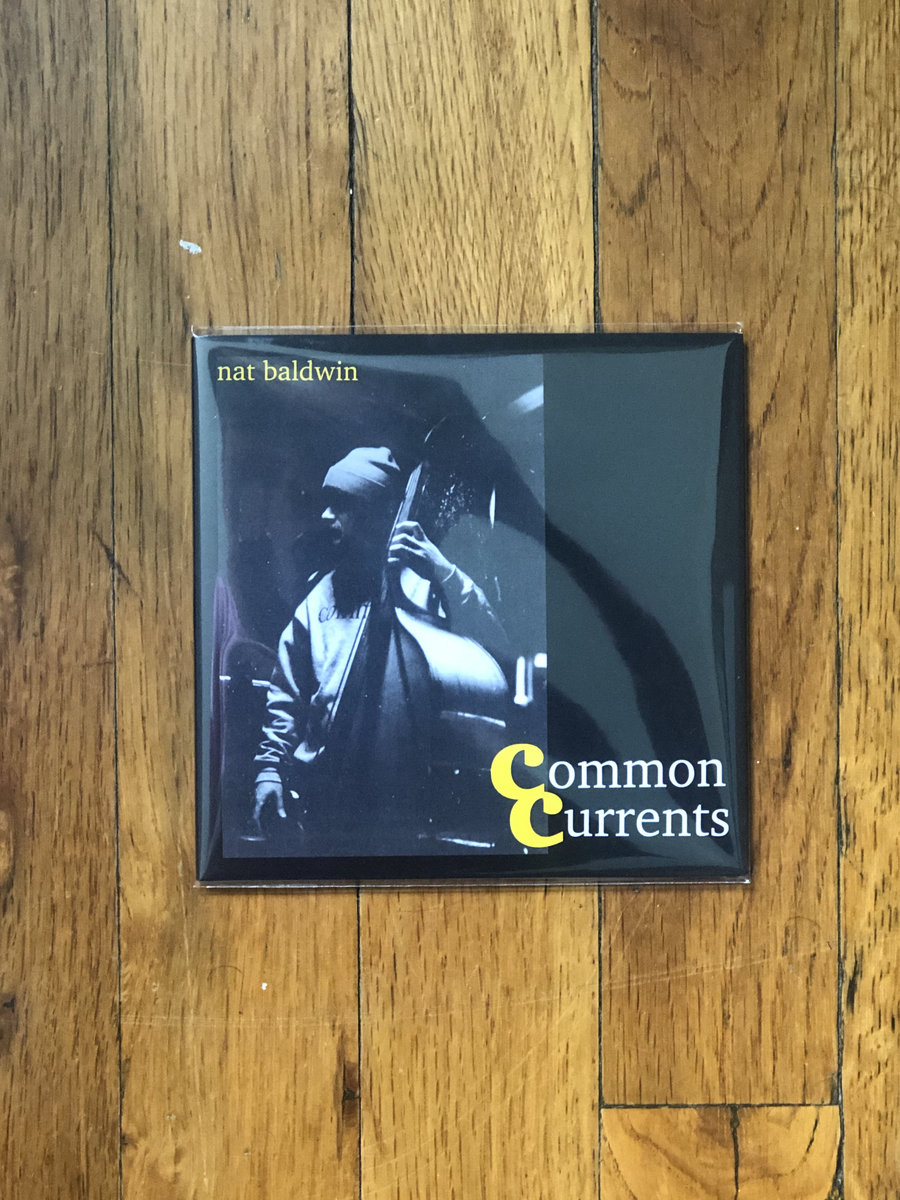 nat baldwin
Common
Currents